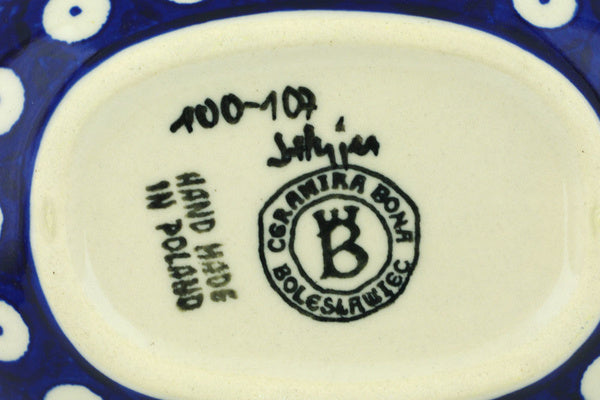 100-107
HAND MADE
IN POLAND
CERAMIKA BONA
B
BOLESŁAWIEC